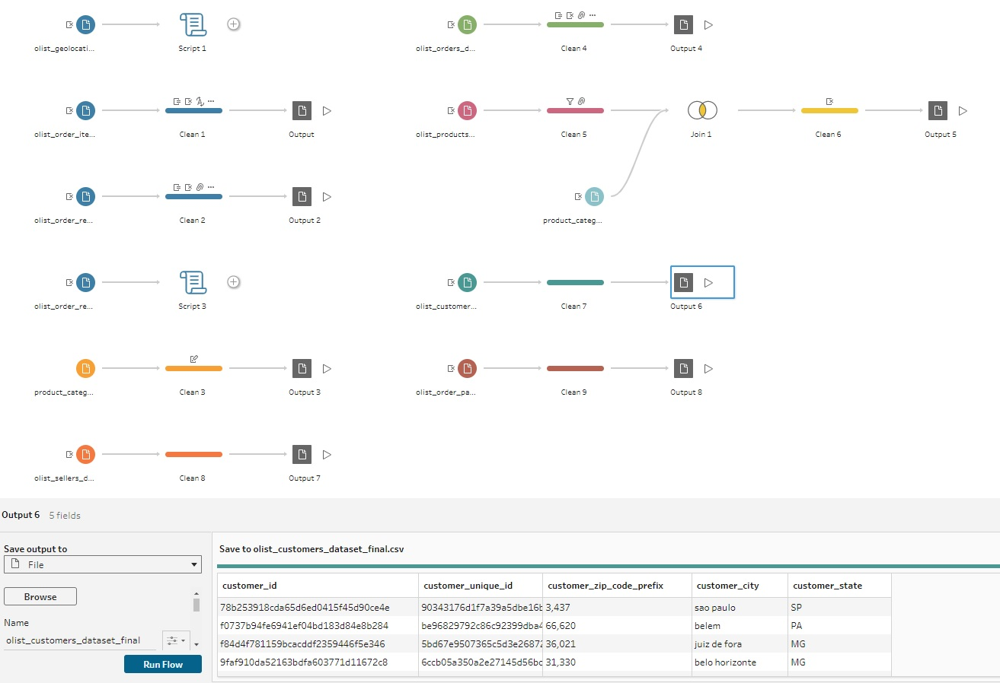 olist_geolocati...
Script 1
olist_orders_d...
Clean 4
Output 4
olist_order_ite...
Clean 1
Output
olist_products...
Clean 5
Join 1
Clean 6
Output 5
olist_order_re...
Clean 2
Output 2
product_categ...
olist_order_re...
Script 3
olist_customer...
Clean 7
Output 6
product_categ...
Clean 3
Output 3
olist_order_pa...
Clean 9
Output 8
olist_sellers_d...
Clean 8
Output 7
Output 6 5 fields
Save output to
File
Browse
Name
olist_customers_dataset_final
Run Flow
Save to olist_customers_dataset_final.csv
customer_id customer_unique_id customer_zip_code_prefix customer_city customer_state
78b253918cda65d6ed0415f45d90ce4e 90343176d1f7a39a5dbe16b 3,437 sao paulo SP
f0737b94fe6941ef04bd183d84e8b284 be96829792c86c92399dba4 66,620 belem PA
f84d4f781159bcacddf2359446f5e346 5bd67e9507365c5d3e26872 36,021 juiz de fora MG
9faf910da52163bdfa603771d11672c8 6ccb05a350a2e27145d56bc 31,330 belo horizonte MG